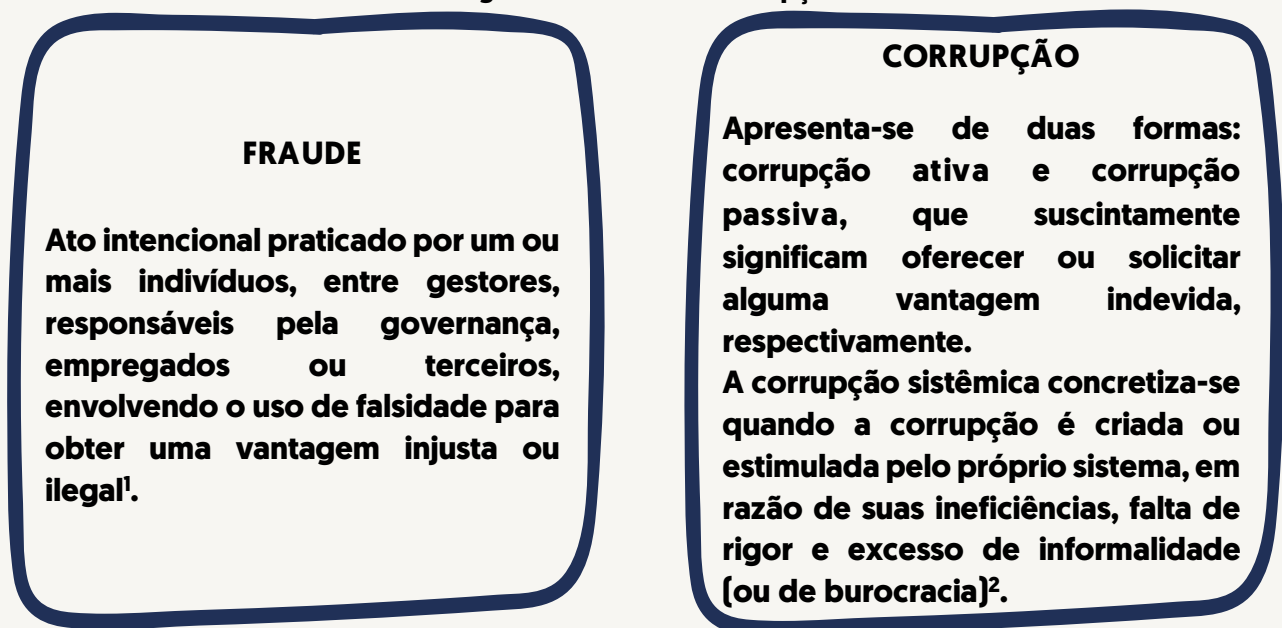 FRAUDE
Ato intencional praticado por um ou
mais indivíduos, entre gestores,
responsáveis pela governança,
empregados ou terceiros,
envolvendo o uso de falsidade para
obter uma vantagem injusta ou
ilegal¹.
CORRUPÇÃO
Apresenta-se de duas formas:
corrupção ativa e corrupção
passiva, que suscintamente
significam oferecer ou solicitar
alguma vantagem indevida,
respectivamente.
A corrupção sistêmica concretiza-se
quando a corrupção é criada ou
estimulada pelo próprio sistema, em
razão de suas ineficiências, falta de
rigor e excesso de informalidade
(ou de burocracia)².